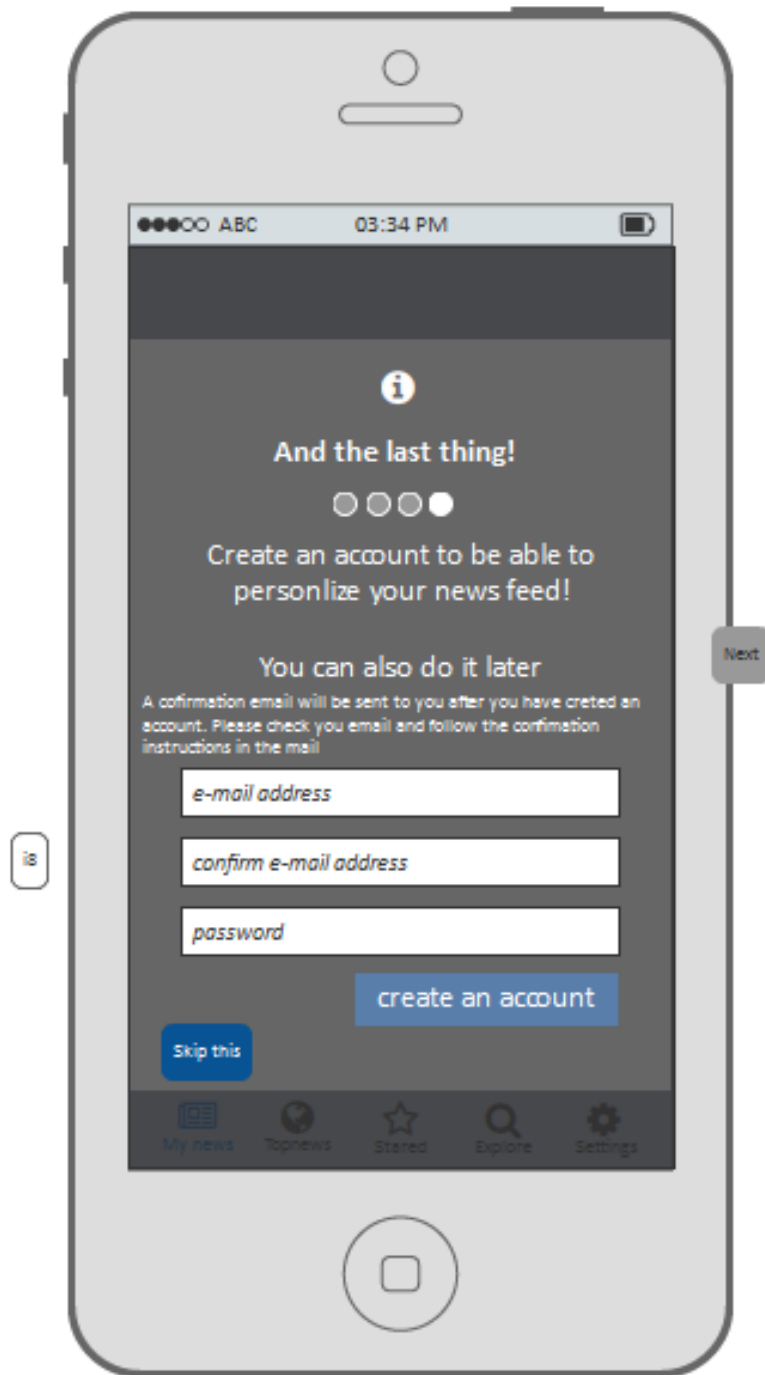 ABC 03:34 PM
And the last thing!
Create an account to be able to
personlize your news feed!
Next
You can also do it later
A cofirmation email will be sent to you after you have creted an
account. Please check you email and follow the confimation
instructions in the mail
e-mail address
i8
confirm e-mail address
password
create an account
Skip this
My news Topnews Stared Explore Settings